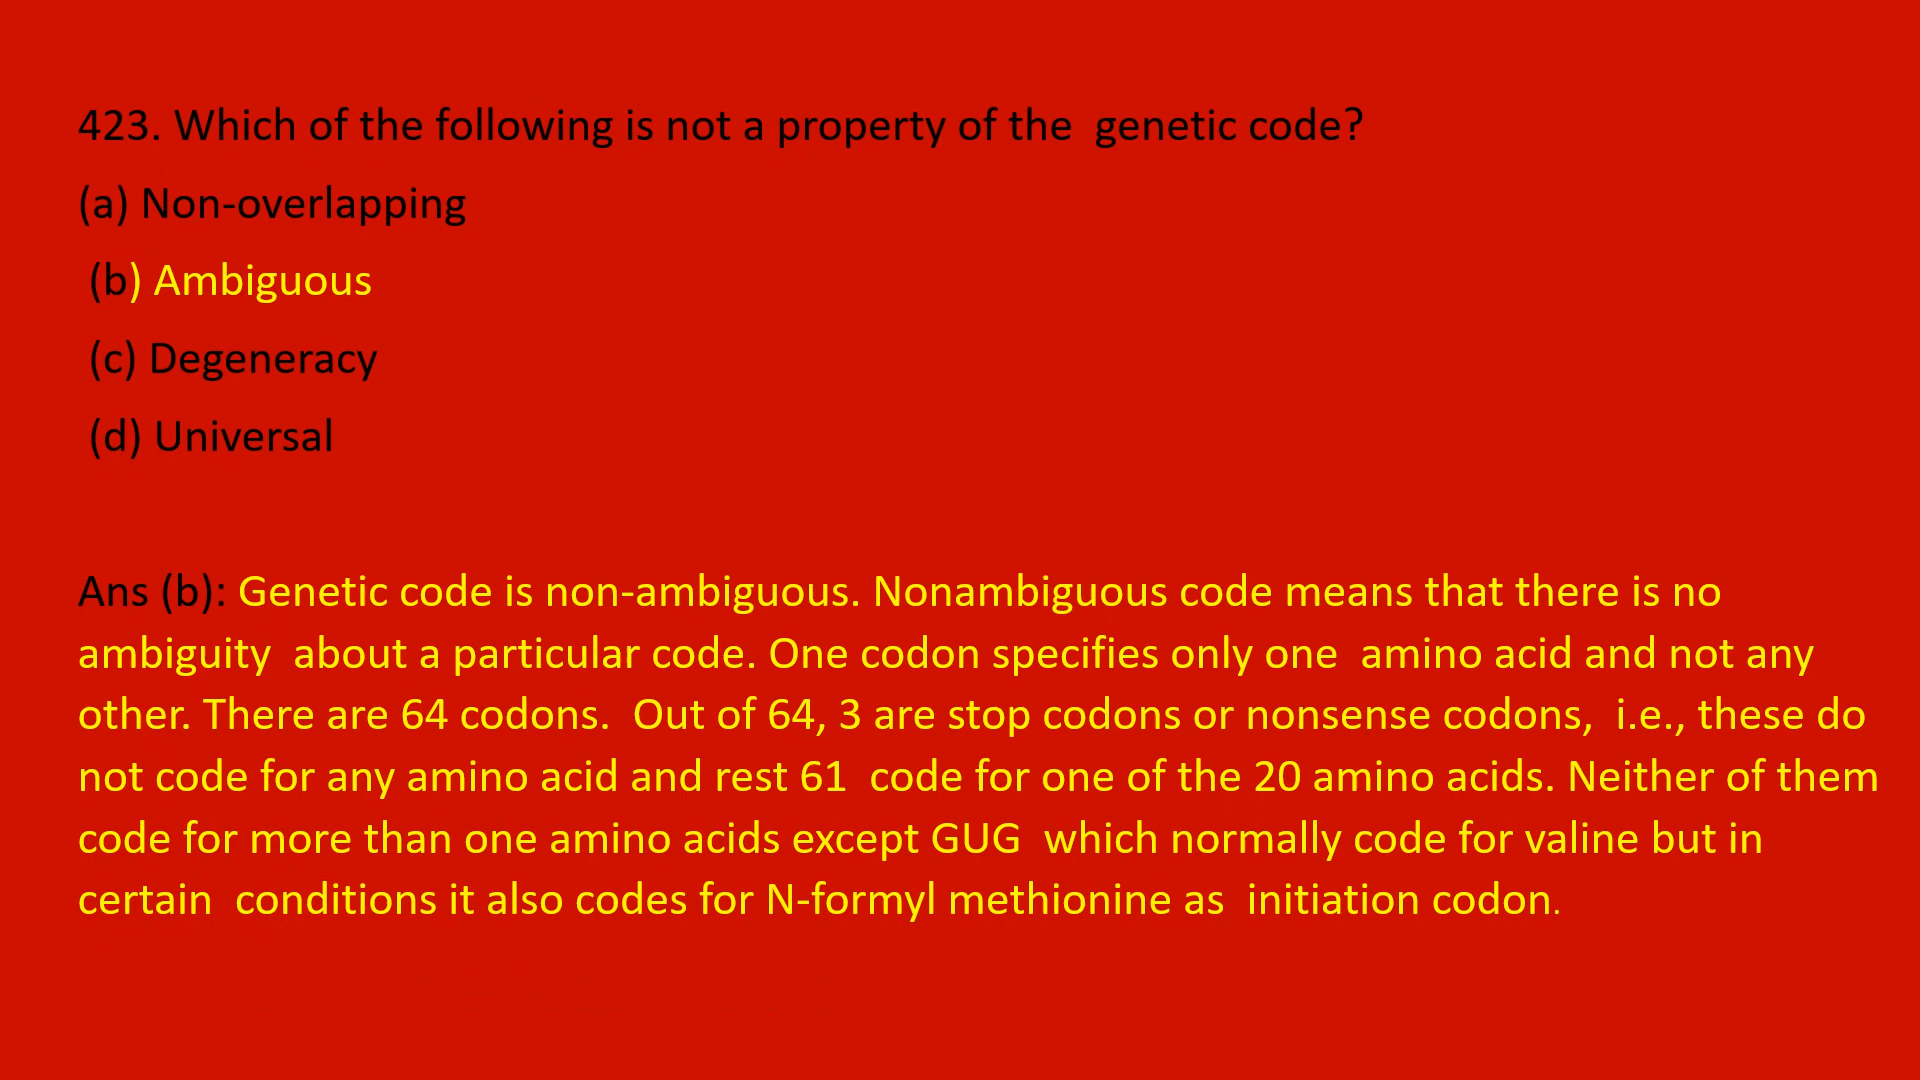 423. Which of the following is not a property of the  genetic code?
(a) Non-overlapping
(b) Ambiguous
(c) Degeneracy
(d) Universal
Ans (b): Genetic code is non-ambiguous. Nonambiguous code means that there is no
ambiguity  about a particular code. One codon specifies only one  amino acid and not any
other. There are 64 codons.  Out of 64, 3 are stop codons or nonsense codons,  i.e., these do
not code for any amino acid and rest 61  code for one of the 20 amino acids. Neither of them
code for more than one amino acids except GUG  which normally code for valine but in
certain  conditions it also codes for N-formyl methionine as  initiation codon.